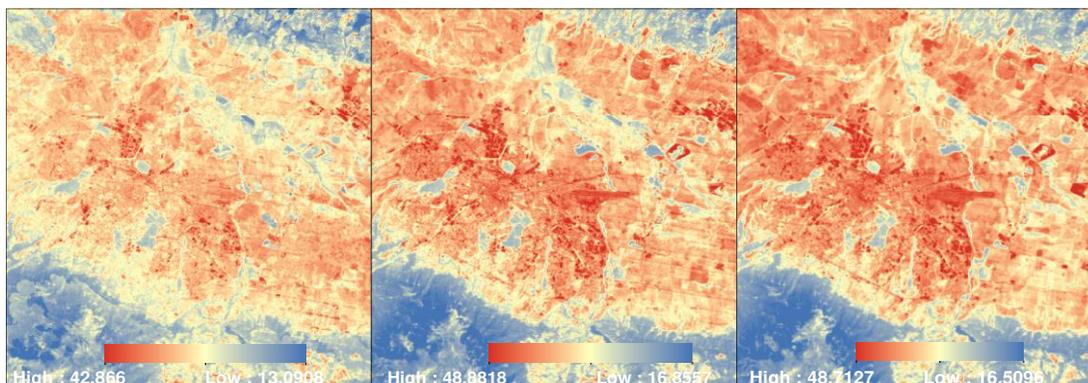 High : 42.866 Low : 13.0908
High : 48.8818 Low : 16.8557
High : 48.7127 Low : 16.5096